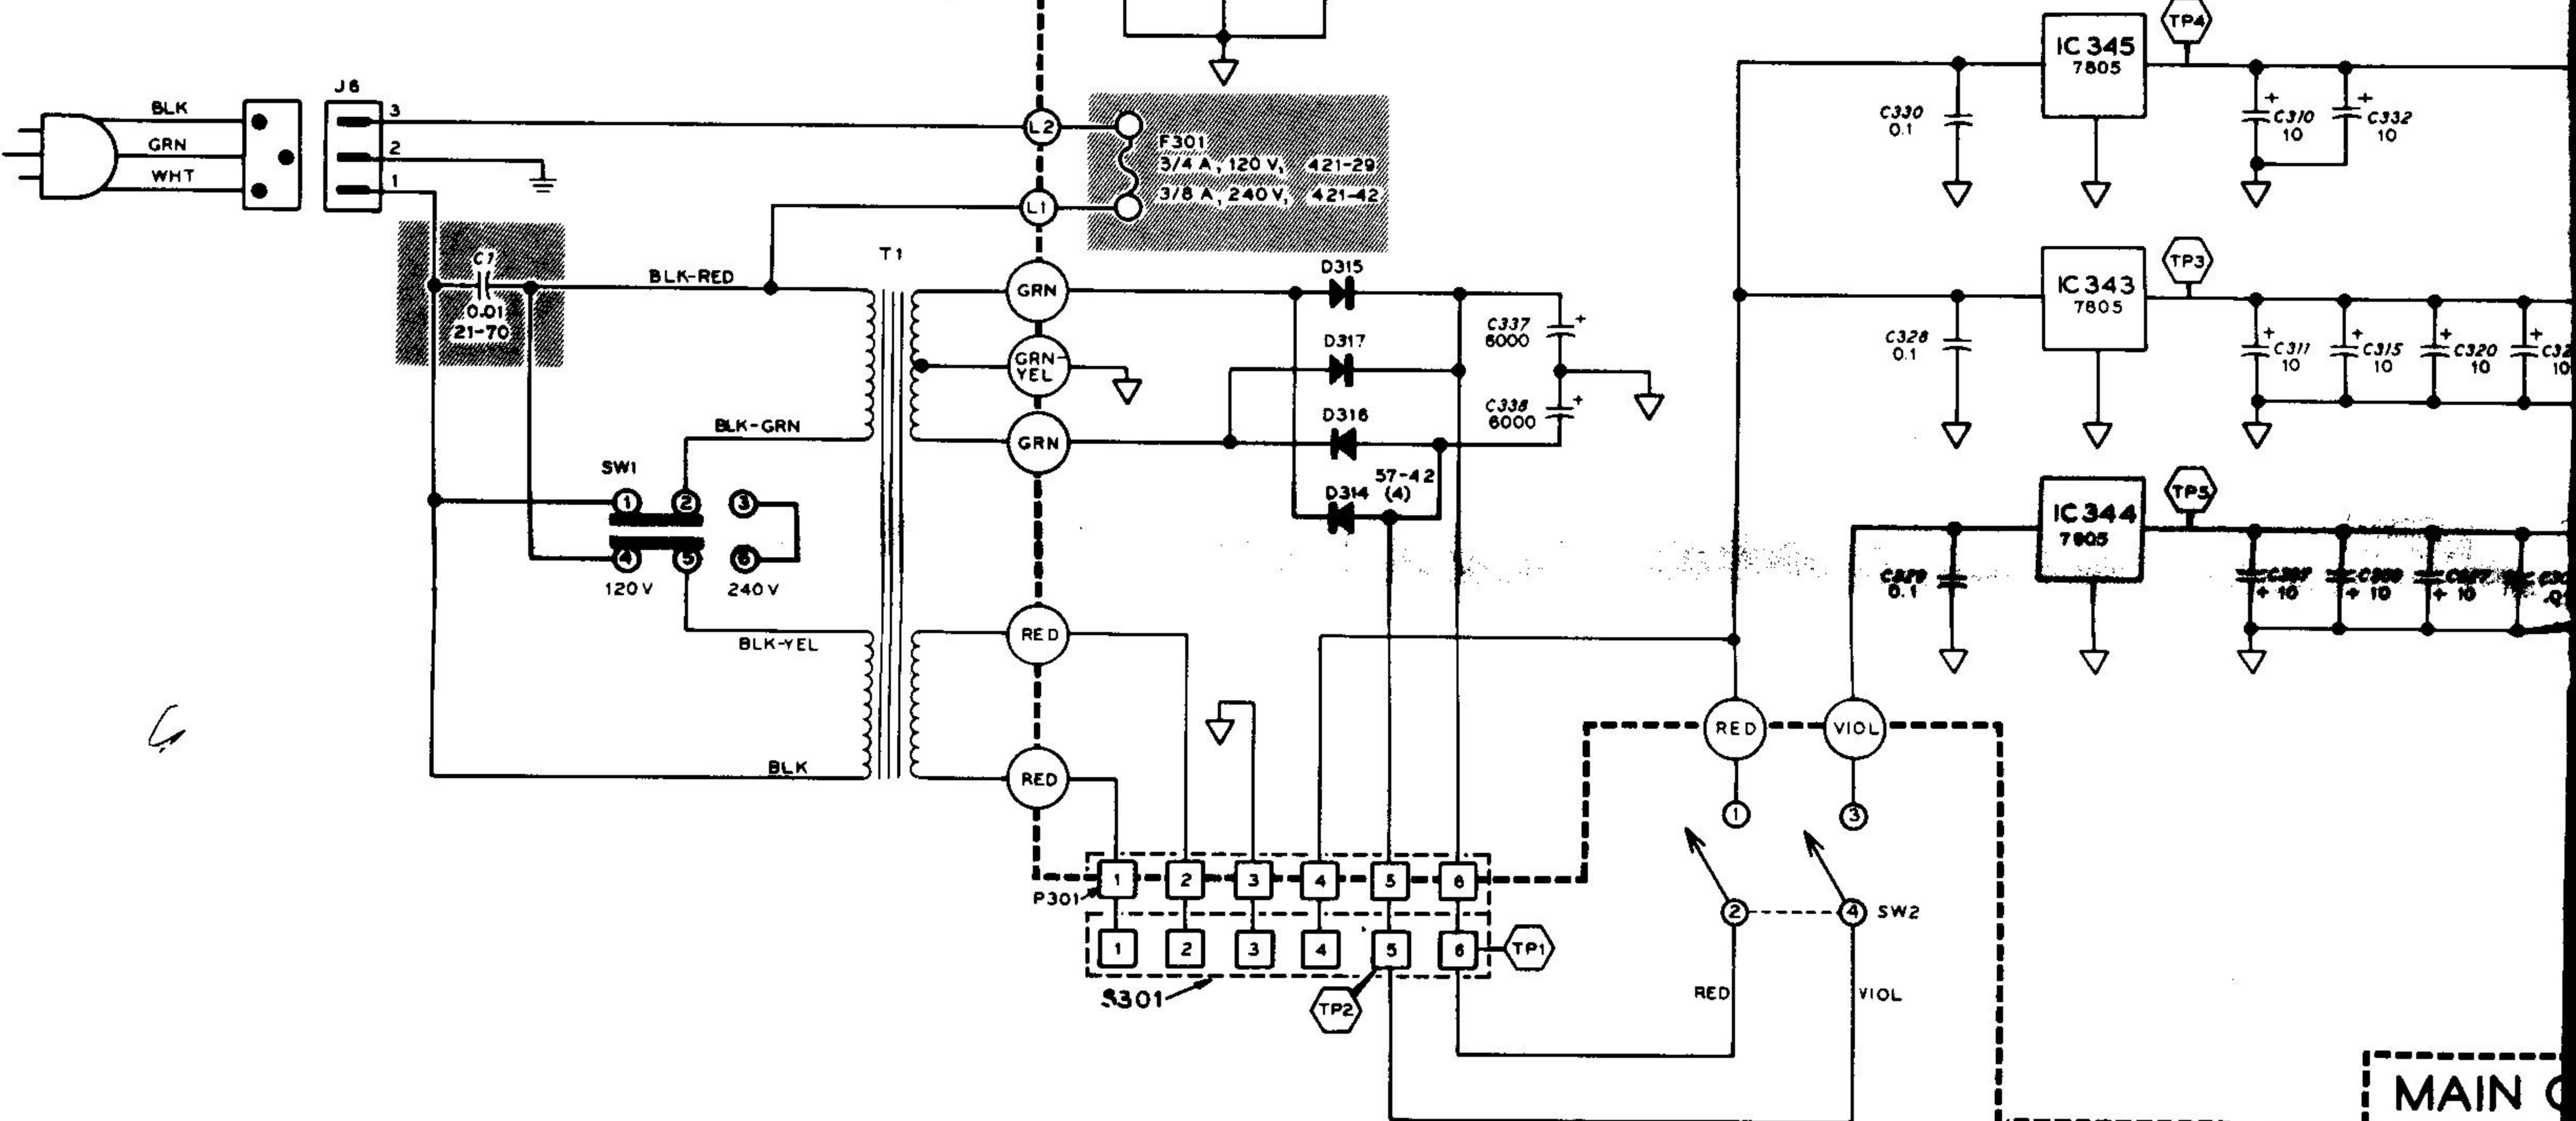 J6
BLK
3
GRN
2
WHT
1
L2
F301
3/4 A, 120 V, 421-29
3/8 A, 240 V, 421-42
L1
C7
0.01
21-70
BLK-RED
T1
GRN
GRN-
YEL
GRN
BLK-GRN
SW1
1
2
3
4
5
6
120 V
240 V
BLK-YEL
BLK
RED
RED
D315
D317
D316
D314
57-42
(4)
C337
6000
C338
6000
TP4
IC 345
7805
C330
0.1
+
C310
10
+
C332
10
TP3
IC 343
7805
C328
0.1
+
C311
10
+
C315
10
+
C320
10
+
TP5
IC 344
7805
C329
0.1
+ 10
+ 10
+ 10
RED
VIOL
1
3
2
4
SW2
RED
VIOL
1
2
3
4
5
6
P301
1
2
3
4
5
6
TP1
S301
TP2
MAIN